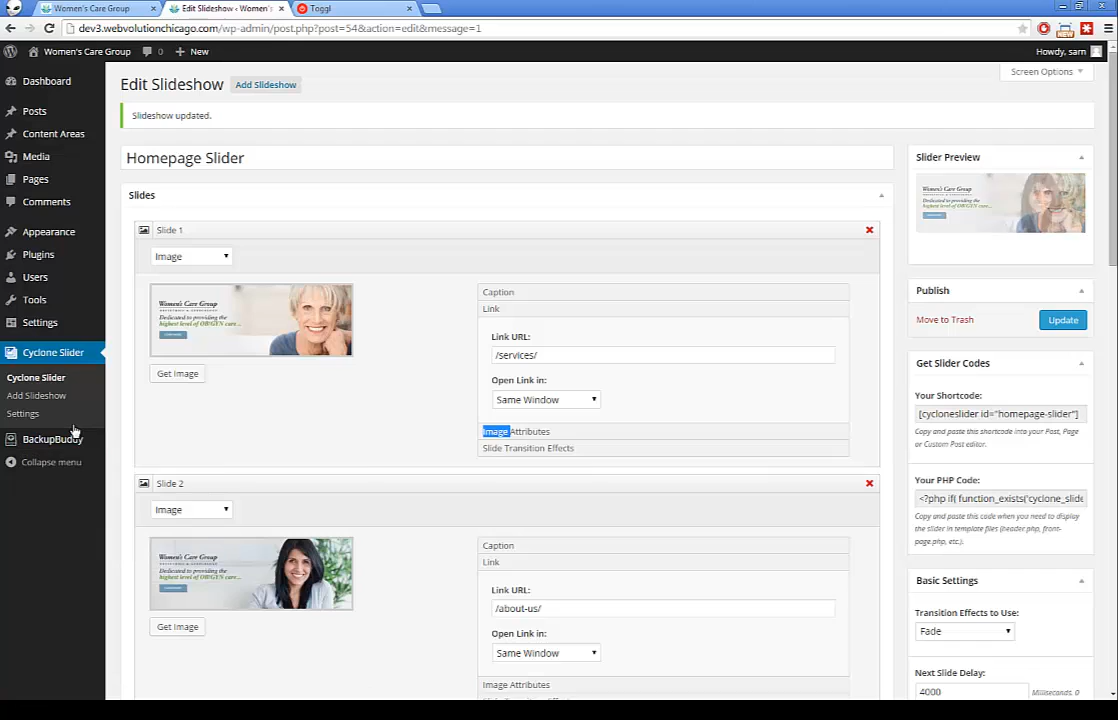 Women's Care Group
Edit Slideshow ‹ Women's
Toggl
dev3.webvolutionchicago.com/wp-admin/post.php?post=54&action=edit&message=1
Women's Care Group
0
New
Howdy, sam
Screen Options
Dashboard
Posts
Content Areas
Media
Pages
Comments
Appearance
Plugins
Users
Tools
Settings
Cyclone Slider
Cyclone Slider
Add Slideshow
Settings
BackupBuddy
Collapse menu
Edit Slideshow
Add Slideshow
Slideshow updated.
Homepage Slider
Slides
Slide 1
Image
Women's Care Group
Dedicated to providing the
highest level of OB/GYN care...
Get Image
Caption
Link
Link URL:
/services/
Open Link in:
Same Window
Image Attributes
Slide Transition Effects
Slide 2
Image
Women's Care Group
Dedicated to providing the
highest level of OB/GYN care...
Get Image
Caption
Link
Link URL:
/about-us/
Open Link in:
Same Window
Image Attributes
Slider Preview
Women's Care Group
Dedicated to providing the
highest level of OB/GYN care...
Publish
Move to Trash
Update
Get Slider Codes
Your Shortcode:
[cycloneslider id="homepage-slider"]
Copy and paste this shortcode into your Post, Page
or Custom Post editor.
Your PHP Code:
<?php if( function_exists('cyclone_slide
Copy and paste this code when you need to display
the slider in template files (header.php, front-
page.php, etc.).
Basic Settings
Transition Effects to Use:
Fade
Next Slide Delay:
4000
Milliseconds. 0